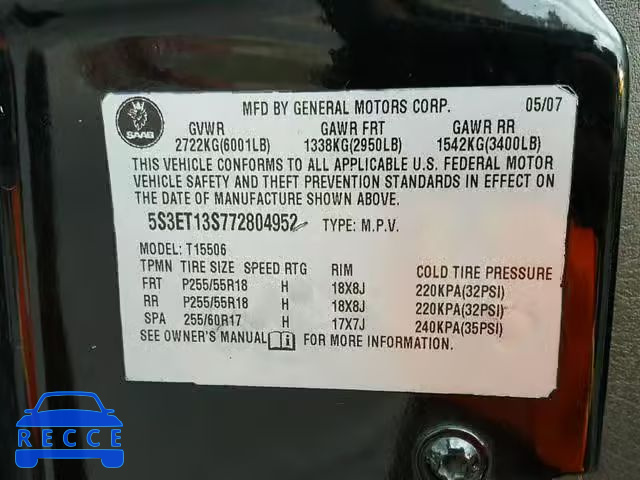 SAAB
MFD BY GENERAL MOTORS CORP. 05/07
GVWR GAWR FRT GAWR RR
2722KG(6001LB) 1338KG(2950LB) 1542KG(3400LB)
THIS VEHICLE CONFORMS TO ALL APPLICABLE U.S. FEDERAL MOTOR
VEHICLE SAFETY AND THEFT PREVENTION STANDARDS IN EFFECT ON
THE DATE OF MANUFACTURE SHOWN ABOVE.
5S3ET13S772804952 TYPE: M.P.V.
MODEL: T15506
TPMN TIRE SIZE SPEED RTG RIM COLD TIRE PRESSURE
FRT P255/55R18 H 18X8J 220KPA(32PSI)
RR P255/55R18 H 18X8J 220KPA(32PSI)
SPA 255/60R17 H 17X7J 240KPA(35PSI)
SEE OWNER'S MANUAL FOR MORE INFORMATION.
RECCE